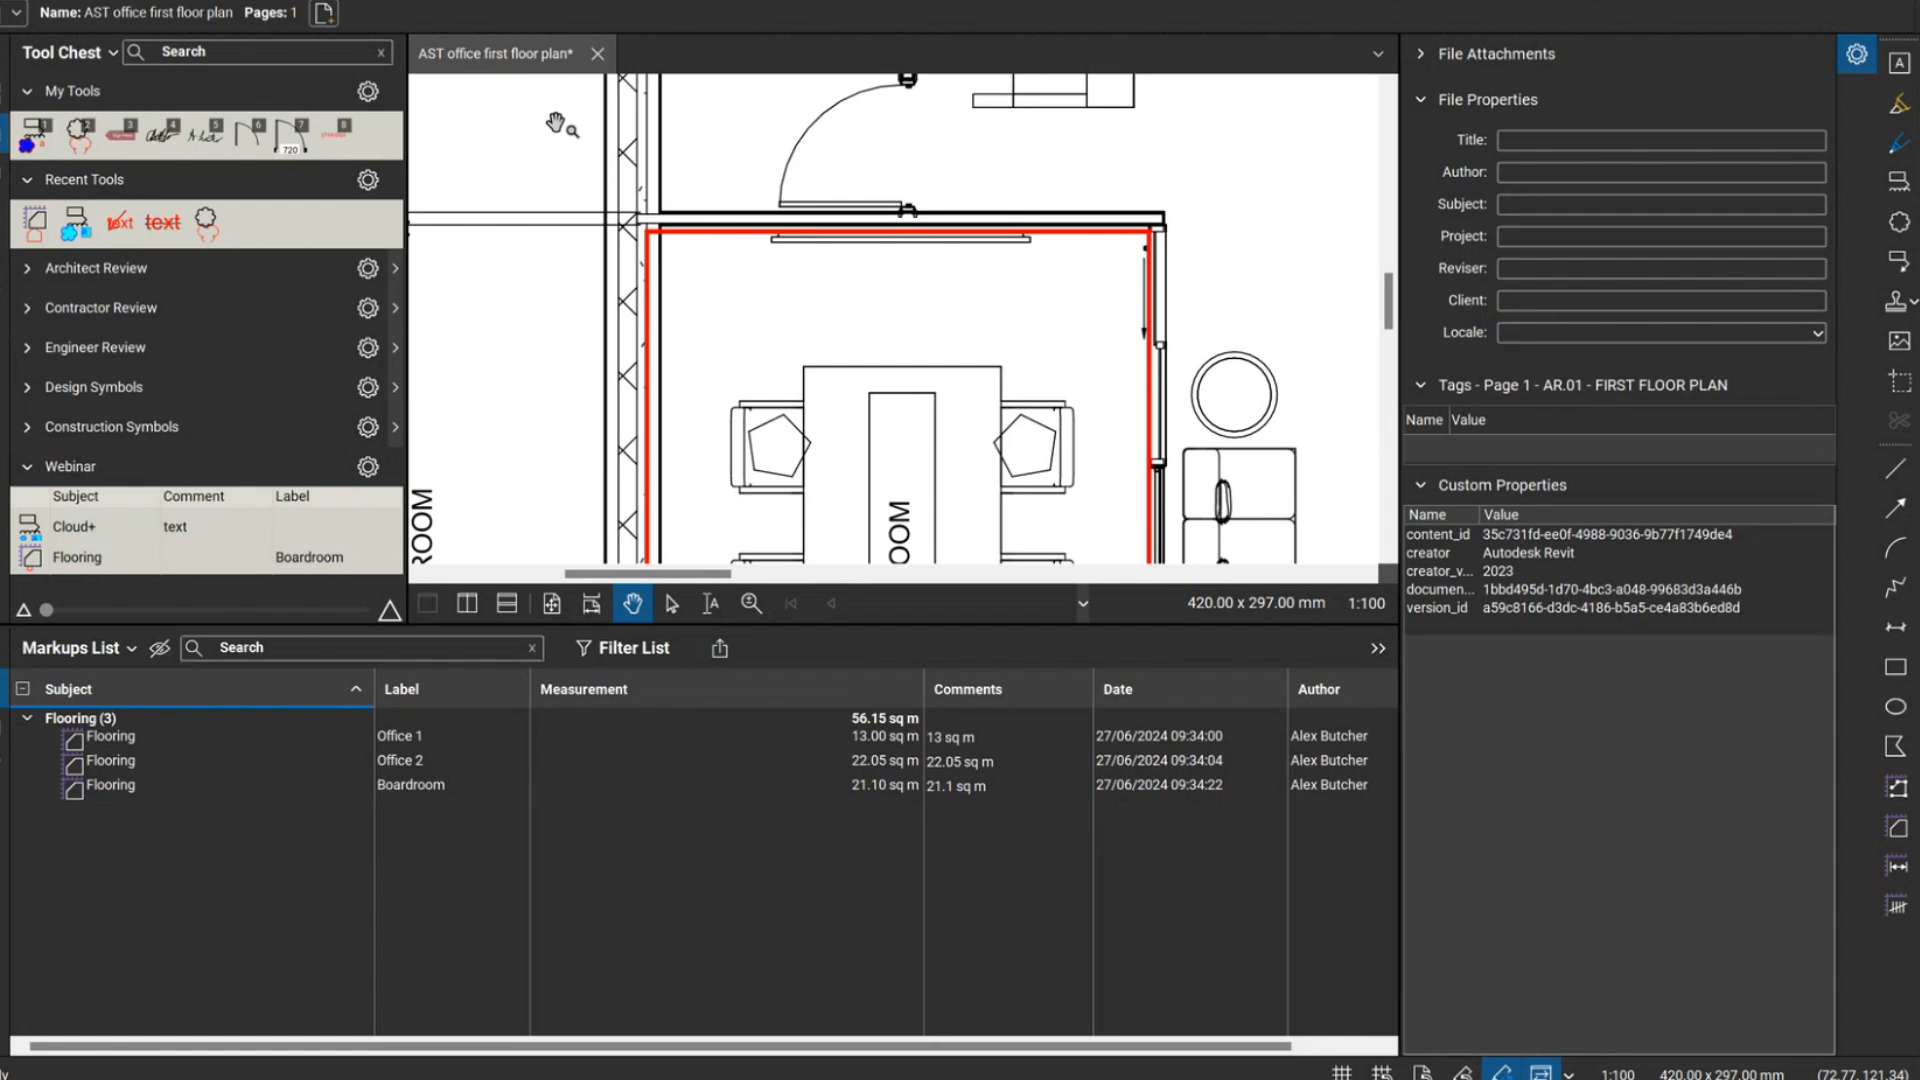 Name: AST office first floor plan Pages: 1
Tool Chest Search x
My Tools
1 2 3 4 5 6 7 8
720
Recent Tools
text text
Architect Review
Contractor Review
Engineer Review
Design Symbols
Construction Symbols
Webinar
Subject Comment Label
Cloud+ text
Flooring Boardroom
AST office first floor plan*
ROOM
OOM
420.00 x 297.00 mm 1:100
File Attachments
File Properties
Title:
Author:
Subject:
Project:
Reviser:
Client:
Locale:
Tags - Page 1 - AR.01 - FIRST FLOOR PLAN
Name Value
Custom Properties
Name Value
content_id 35c731fd-ee0f-4988-9036-9b77f1749de4
creator Autodesk Revit
creator_v... 2023
documen... 1bbd495d-1d70-4bc3-a048-99683d3a446b
version_id a59c8166-d3dc-4186-b5a5-ce4a83b6ed8d
Markups List Search x Filter List
Subject Label Measurement Comments Date Author
Flooring (3) 56.15 sq m
Flooring Office 1 13.00 sq m 13 sq m 27/06/2024 09:34:00 Alex Butcher
Flooring Office 2 22.05 sq m 22.05 sq m 27/06/2024 09:34:04 Alex Butcher
Flooring Boardroom 21.10 sq m 21.1 sq m 27/06/2024 09:34:22 Alex Butcher
1:100 420.00 x 297.00 mm (72.77, 121.34)